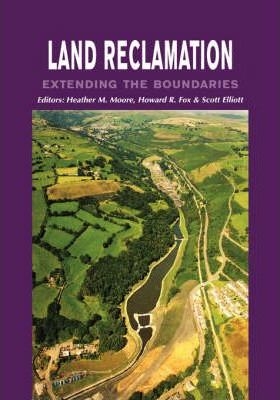 LAND RECLAMATION
EXTENDING THE BOUNDARIES
Editors: Heather M. Moore, Howard R. Fox & Scott Elliott